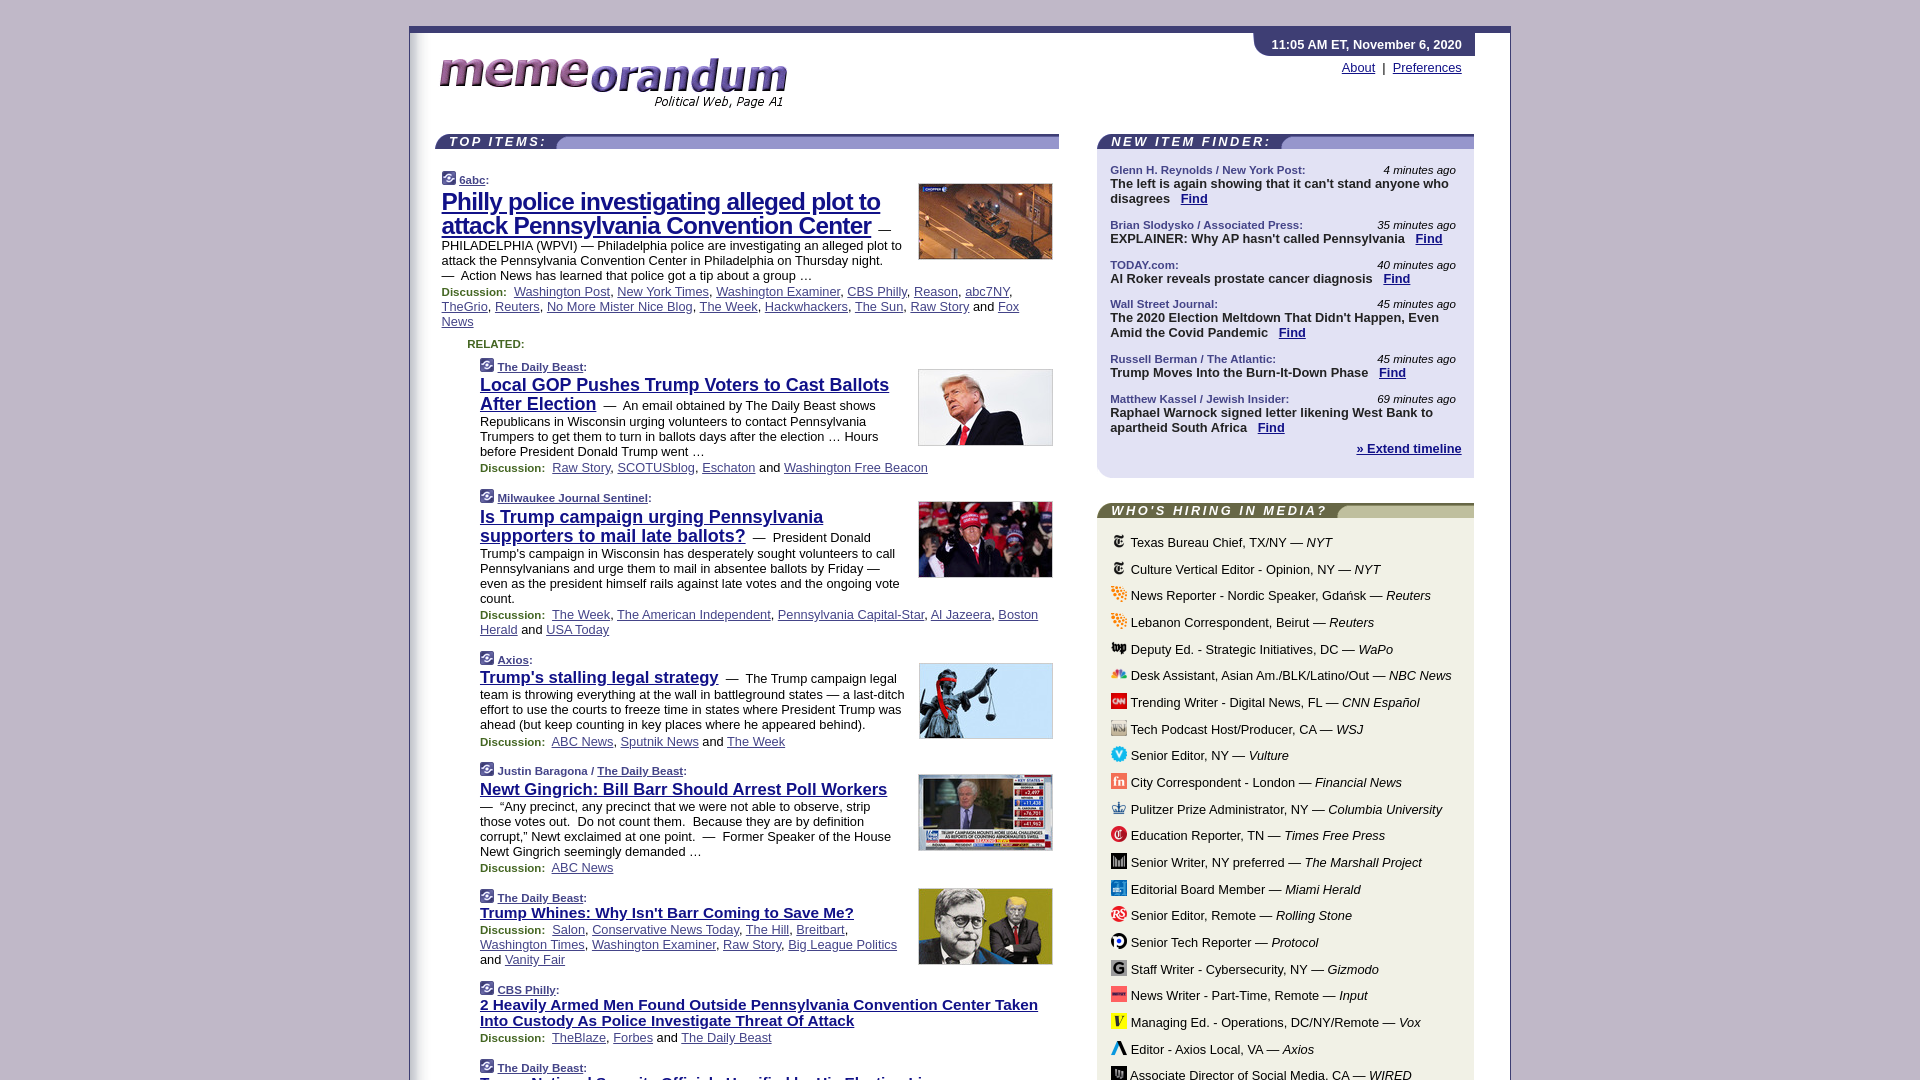 11:05 AM ET, November 6, 2020
About | Preferences
memeorandum
Political Web, Page A1
TOP ITEMS:
6abc:
Philly police investigating alleged plot to
attack Pennsylvania Convention Center —
PHILADELPHIA (WPVI) — Philadelphia police are investigating an alleged plot to
attack the Pennsylvania Convention Center in Philadelphia on Thursday night.
— Action News has learned that police got a tip about a group …
Discussion: Washington Post, New York Times, Washington Examiner, CBS Philly, Reason, abc7NY,
TheGrio, Reuters, No More Mister Nice Blog, The Week, Hackwhackers, The Sun, Raw Story and Fox
News
RELATED:
The Daily Beast:
Local GOP Pushes Trump Voters to Cast Ballots
After Election — An email obtained by The Daily Beast shows
Republicans in Wisconsin urging volunteers to contact Pennsylvania
Trumpers to get them to turn in ballots days after the election … Hours
before President Donald Trump went …
Discussion: Raw Story, SCOTUSblog, Eschaton and Washington Free Beacon
Milwaukee Journal Sentinel:
Is Trump campaign urging Pennsylvania
supporters to mail late ballots? — President Donald
Trump's campaign in Wisconsin has desperately sought volunteers to call
Pennsylvanians and urge them to mail in absentee ballots by Friday —
even as the president himself rails against late votes and the ongoing vote
count.
Discussion: The Week, The American Independent, Pennsylvania Capital-Star, Al Jazeera, Boston
Herald and USA Today
Axios:
Trump's stalling legal strategy — The Trump campaign legal
team is throwing everything at the wall in battleground states — a last-ditch
effort to use the courts to freeze time in states where President Trump was
ahead (but keep counting in key places where he appeared behind).
Discussion: ABC News, Sputnik News and The Week
Justin Baragona / The Daily Beast:
Newt Gingrich: Bill Barr Should Arrest Poll Workers
— “Any precinct, any precinct that we were not able to observe, strip
those votes out. Do not count them. Because they are by definition
corrupt,” Newt exclaimed at one point. — Former Speaker of the House
Newt Gingrich seemingly demanded …
Discussion: ABC News
The Daily Beast:
Trump Whines: Why Isn't Barr Coming to Save Me?
Discussion: Salon, Conservative News Today, The Hill, Breitbart,
Washington Times, Washington Examiner, Raw Story, Big League Politics
and Vanity Fair
CBS Philly:
2 Heavily Armed Men Found Outside Pennsylvania Convention Center Taken
Into Custody As Police Investigate Threat Of Attack
Discussion: TheBlaze, Forbes and The Daily Beast
The Daily Beast:
NEW ITEM FINDER:
Glenn H. Reynolds / New York Post: 4 minutes ago
The left is again showing that it can't stand anyone who
disagrees Find
Brian Slodysko / Associated Press: 35 minutes ago
EXPLAINER: Why AP hasn't called Pennsylvania Find
TODAY.com: 40 minutes ago
Al Roker reveals prostate cancer diagnosis Find
Wall Street Journal: 45 minutes ago
The 2020 Election Meltdown That Didn't Happen, Even
Amid the Covid Pandemic Find
Russell Berman / The Atlantic: 45 minutes ago
Trump Moves Into the Burn-It-Down Phase Find
Matthew Kassel / Jewish Insider: 69 minutes ago
Raphael Warnock signed letter likening West Bank to
apartheid South Africa Find
» Extend timeline
WHO'S HIRING IN MEDIA?
Texas Bureau Chief, TX/NY — NYT
Culture Vertical Editor - Opinion, NY — NYT
News Reporter - Nordic Speaker, Gdańsk — Reuters
Lebanon Correspondent, Beirut — Reuters
Deputy Ed. - Strategic Initiatives, DC — WaPo
Desk Assistant, Asian Am./BLK/Latino/Out — NBC News
Trending Writer - Digital News, FL — CNN Español
Tech Podcast Host/Producer, CA — WSJ
Senior Editor, NY — Vulture
City Correspondent - London — Financial News
Pulitzer Prize Administrator, NY — Columbia University
Education Reporter, TN — Times Free Press
Senior Writer, NY preferred — The Marshall Project
Editorial Board Member — Miami Herald
Senior Editor, Remote — Rolling Stone
Senior Tech Reporter — Protocol
Staff Writer - Cybersecurity, NY — Gizmodo
News Writer - Part-Time, Remote — Input
Managing Ed. - Operations, DC/NY/Remote — Vox
Editor - Axios Local, VA — Axios
Associate Director of Social Media, CA — WIRED